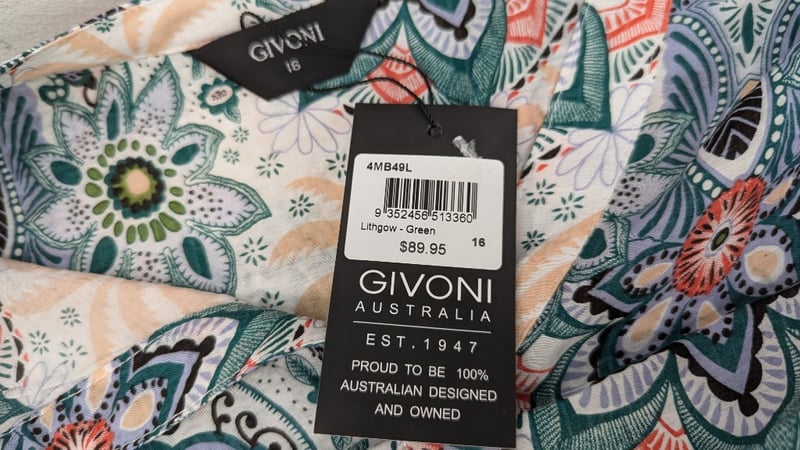 GIVONI
16
4MB49L
9 352456 513360
Lithgow - Green
16
$89.95
GIVONI
AUSTRALIA
EST.1947
PROUD TO BE 100%
AUSTRALIAN DESIGNED
AND OWNED